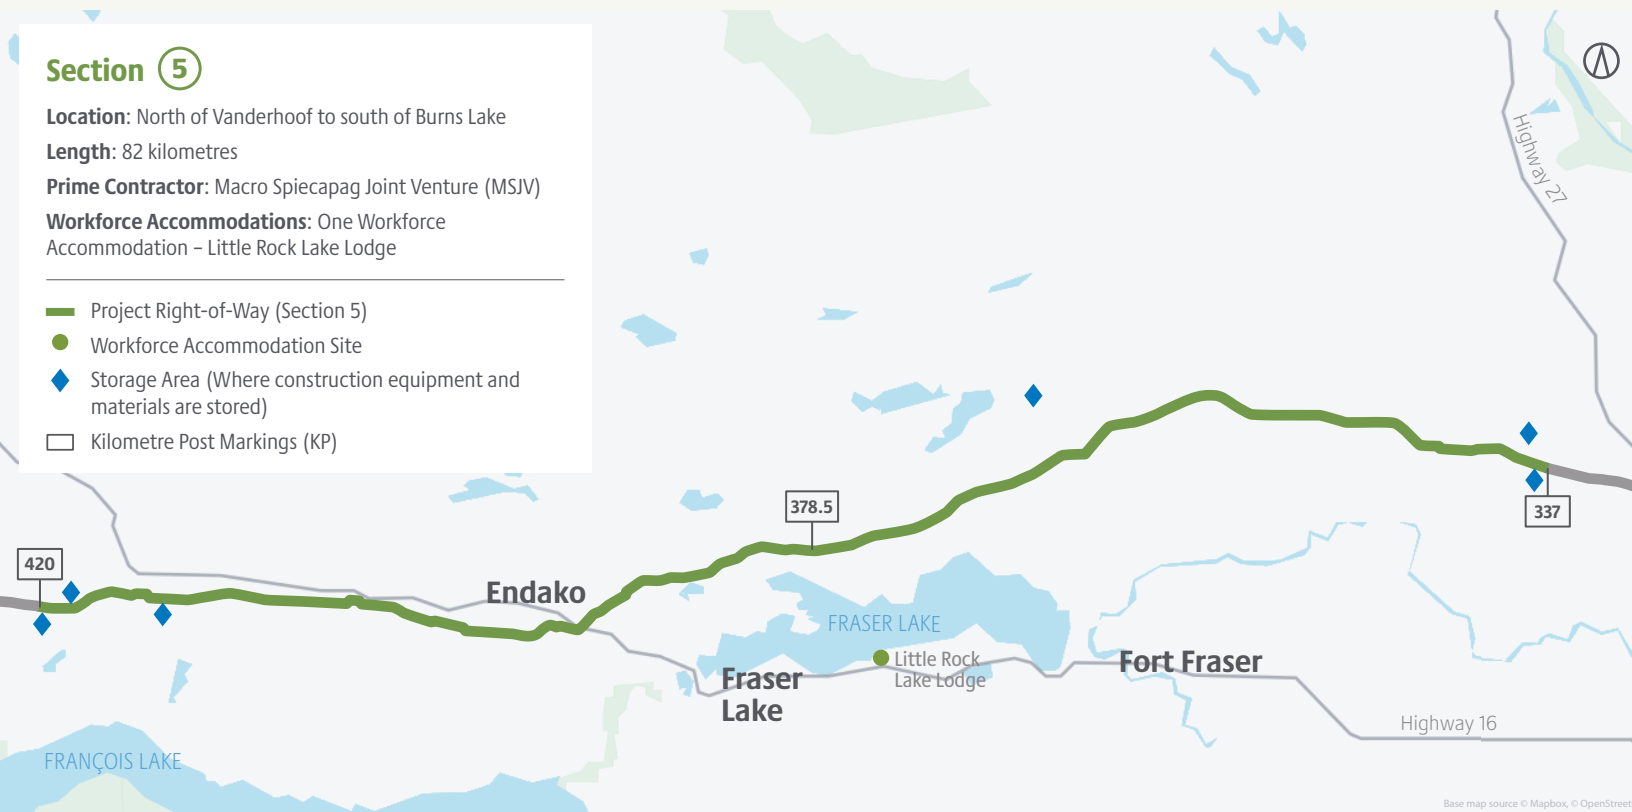 Section 5
Location: North of Vanderhoof to south of Burns Lake
Length: 82 kilometres
Prime Contractor: Macro Spiecapag Joint Venture (MSJV)
Workforce Accommodations: One Workforce
Accommodation – Little Rock Lake Lodge
Project Right-of-Way (Section 5)
Workforce Accommodation Site
Storage Area (Where construction equipment and
materials are stored)
Kilometre Post Markings (KP)
Highway 27
378.5
337
420
Endako
FRASER LAKE
Little Rock
Lake Lodge
Fort Fraser
Fraser
Lake
Highway 16
FRANÇOIS LAKE
Base map source © Mapbox, © OpenStreet